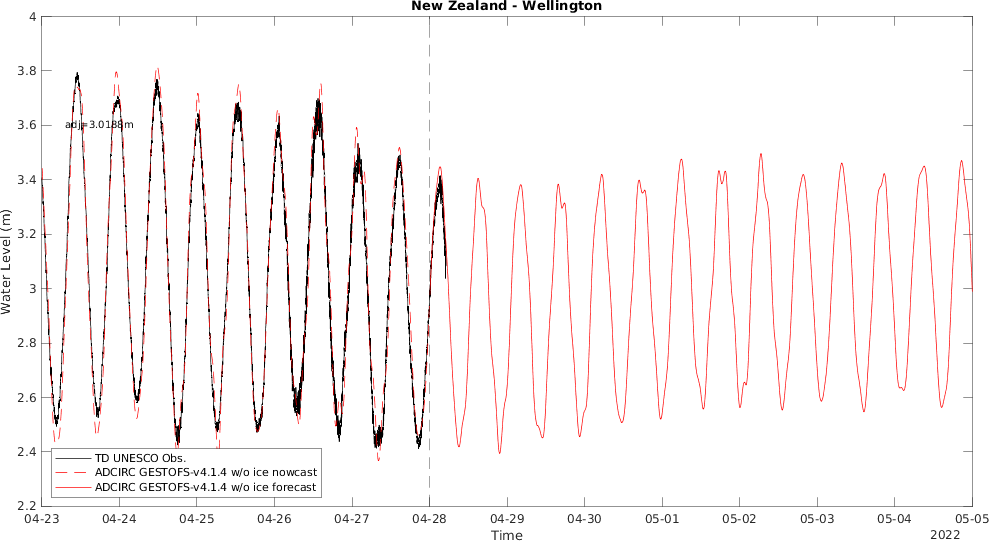 New Zealand - Wellington
4
3.8
3.6
3.4
3.2
3
2.8
2.6
2.4
2.2
Water Level (m)
adj=3.0188m
TD UNESCO Obs.
ADCIRC GESTOFS-v4.1.4 w/o ice nowcast
ADCIRC GESTOFS-v4.1.4 w/o ice forecast
04-23 04-24 04-25 04-26 04-27 04-28 04-29 04-30 05-01 05-02 05-03 05-04 05-05
Time
2022